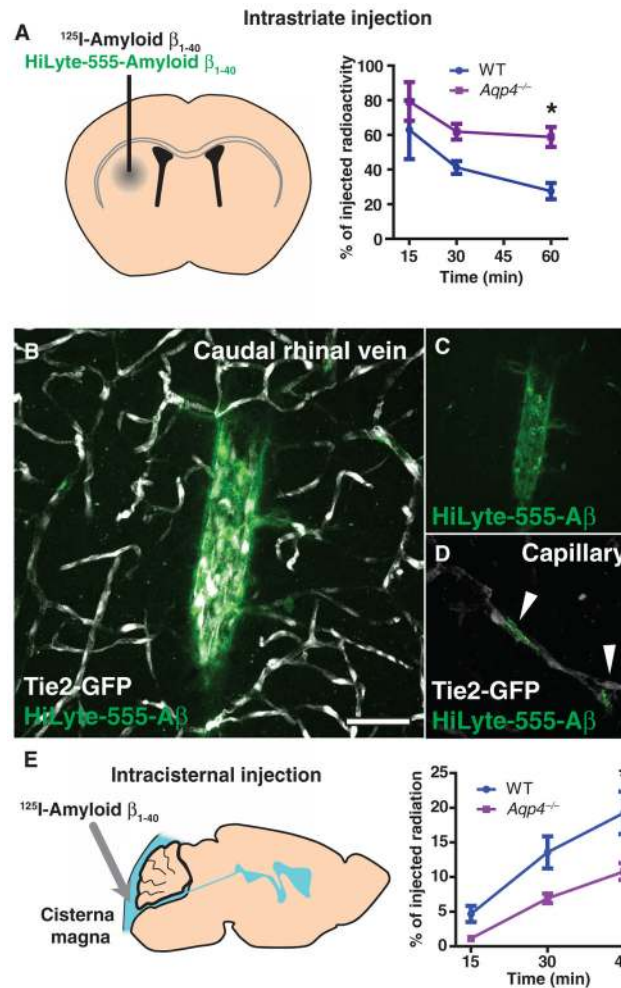 Intrastriate injection
A
¹²⁵I-Amyloid β₁₋₄₀
HiLyte-555-Amyloid β₁₋₄₀
% of injected radioactivity
100
80
60
40
20
0
WT
Aqp4⁻/⁻
*
15 30 45 60
Time (min)
B
Caudal rhinal vein
Tie2-GFP
HiLyte-555-Aβ
C
HiLyte-555-Aβ
D
Capillary
Tie2-GFP
HiLyte-555-Aβ
E
Intracisternal injection
¹²⁵I-Amyloid β₁₋₄₀
Cisterna
magna
% of injected radiation
25
20
15
10
5
0
WT
Aqp4⁻/⁻
15 30
Time (min)